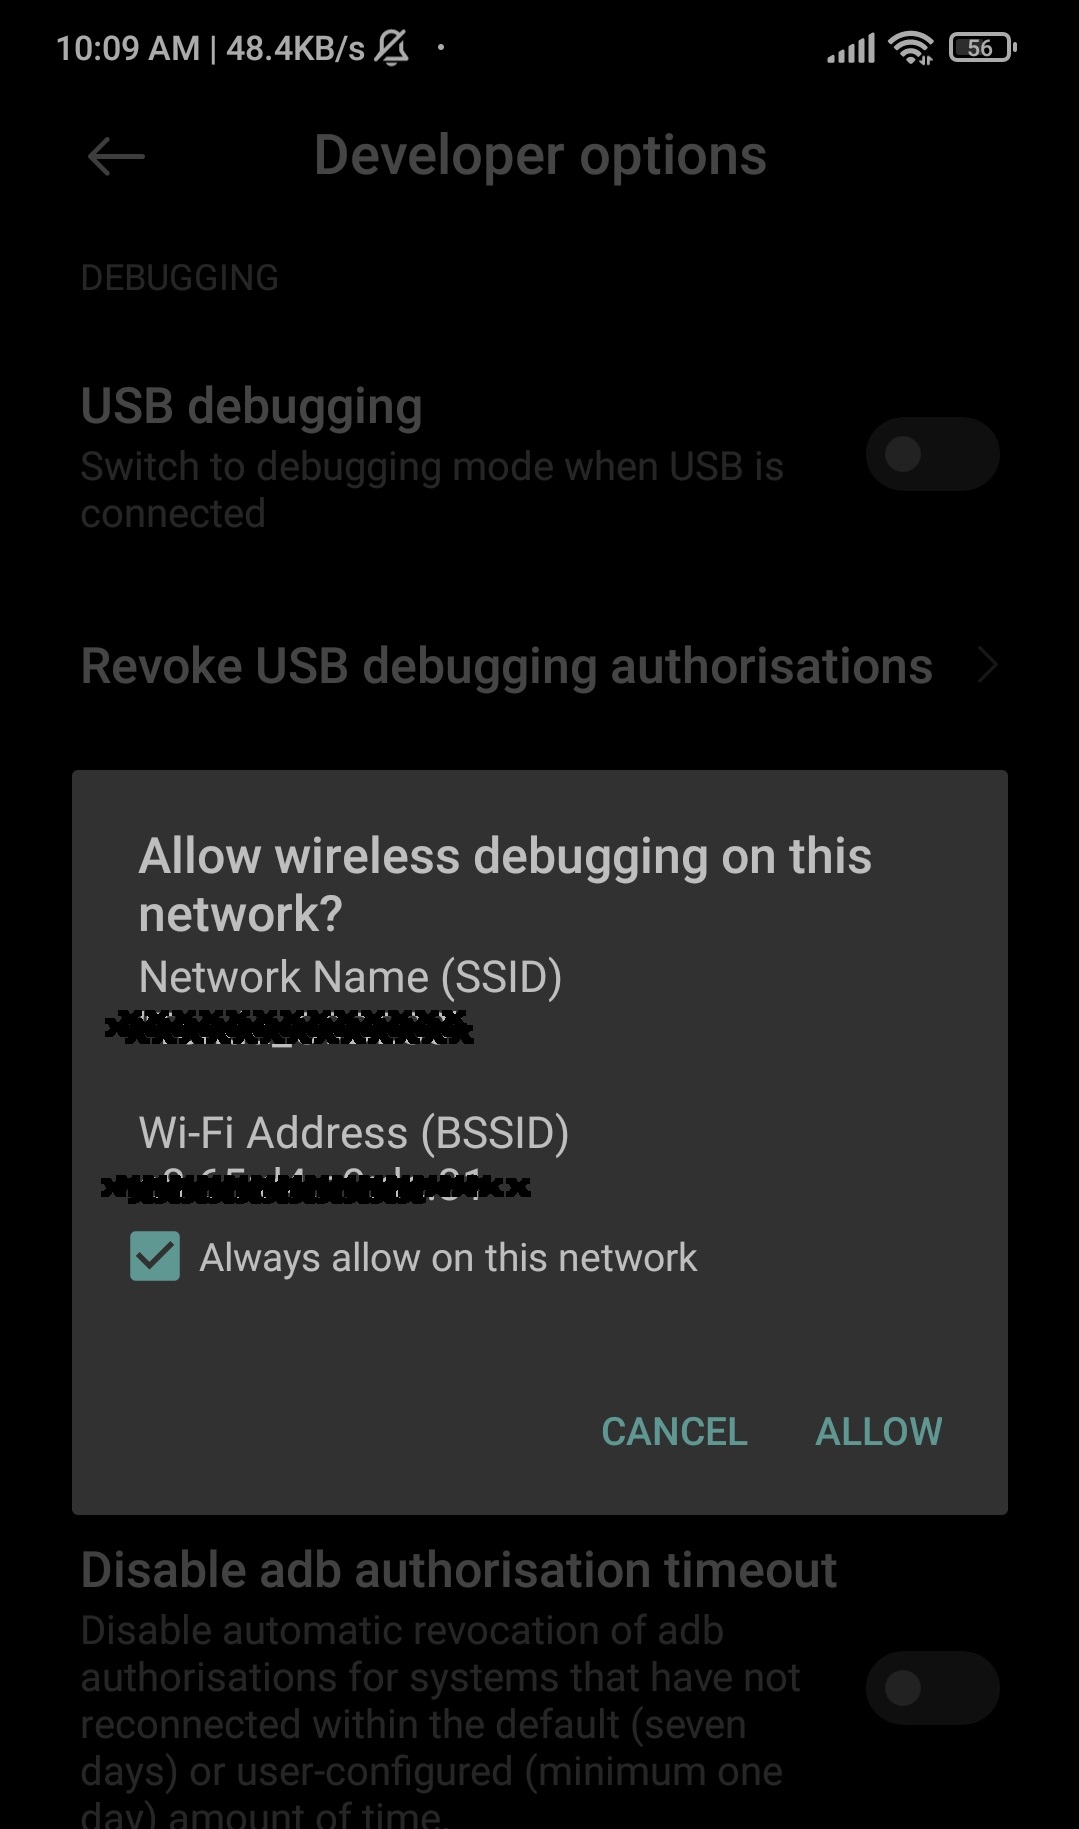 10:09 AM | 48.4KB/s
56
Developer options
DEBUGGING
USB debugging
Switch to debugging mode when USB is
connected
Revoke USB debugging authorisations
Allow wireless debugging on this
network?
Network Name (SSID)
Wi-Fi Address (BSSID)
Always allow on this network
CANCEL ALLOW
Disable adb authorisation timeout
Disable automatic revocation of adb
authorisations for systems that have not
reconnected within the default (seven
days) or user-configured (minimum one
day) amount of time.